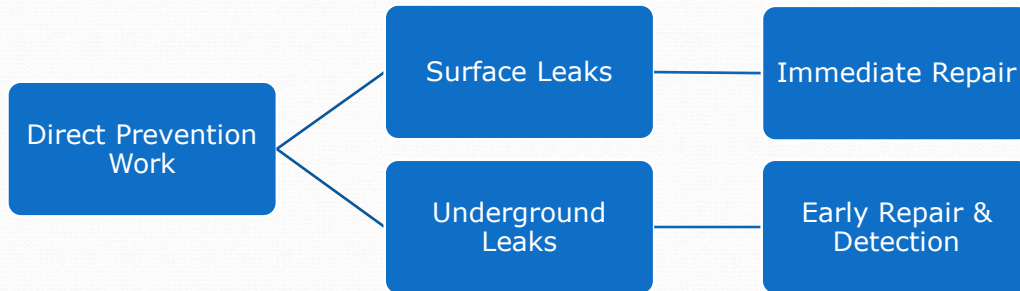 Surface Leaks
Immediate Repair
Direct Prevention
Work
Underground
Leaks
Early Repair &
Detection